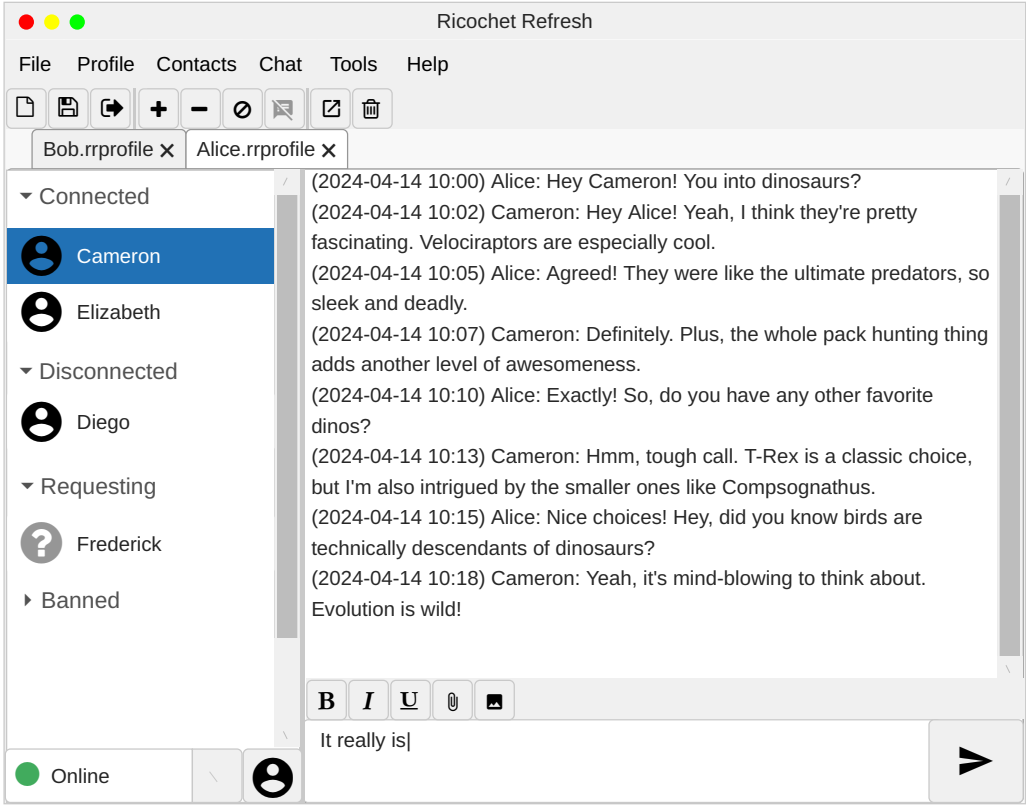 Ricochet Refresh
File Profile Contacts Chat Tools Help
Bob.rrprofile Alice.rrprofile
Connected
Cameron
Elizabeth
Disconnected
Diego
Requesting
Frederick
Banned
Online
(2024-04-14 10:00) Alice: Hey Cameron! You into dinosaurs?
(2024-04-14 10:02) Cameron: Hey Alice! Yeah, I think they're pretty
fascinating. Velociraptors are especially cool.
(2024-04-14 10:05) Alice: Agreed! They were like the ultimate predators, so
sleek and deadly.
(2024-04-14 10:07) Cameron: Definitely. Plus, the whole pack hunting thing
adds another level of awesomeness.
(2024-04-14 10:10) Alice: Exactly! So, do you have any other favorite
dinos?
(2024-04-14 10:13) Cameron: Hmm, tough call. T-Rex is a classic choice,
but I'm also intrigued by the smaller ones like Compsognathus.
(2024-04-14 10:15) Alice: Nice choices! Hey, did you know birds are
technically descendants of dinosaurs?
(2024-04-14 10:18) Cameron: Yeah, it's mind-blowing to think about.
Evolution is wild!
B I U
It really is